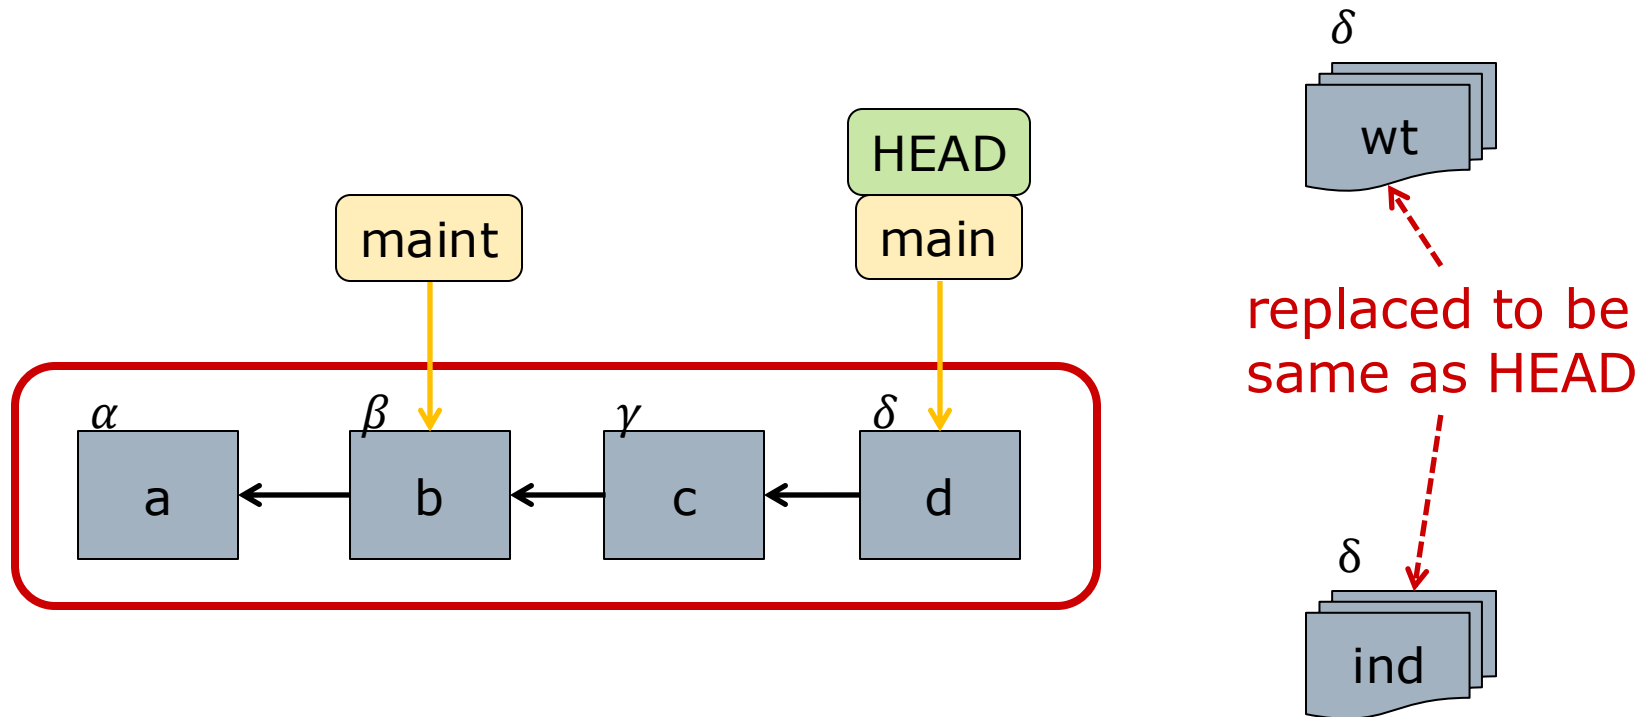 δ
wt
HEAD
maint
main
replaced to be
same as HEAD
α
β
γ
δ
a
b
c
d
δ
ind